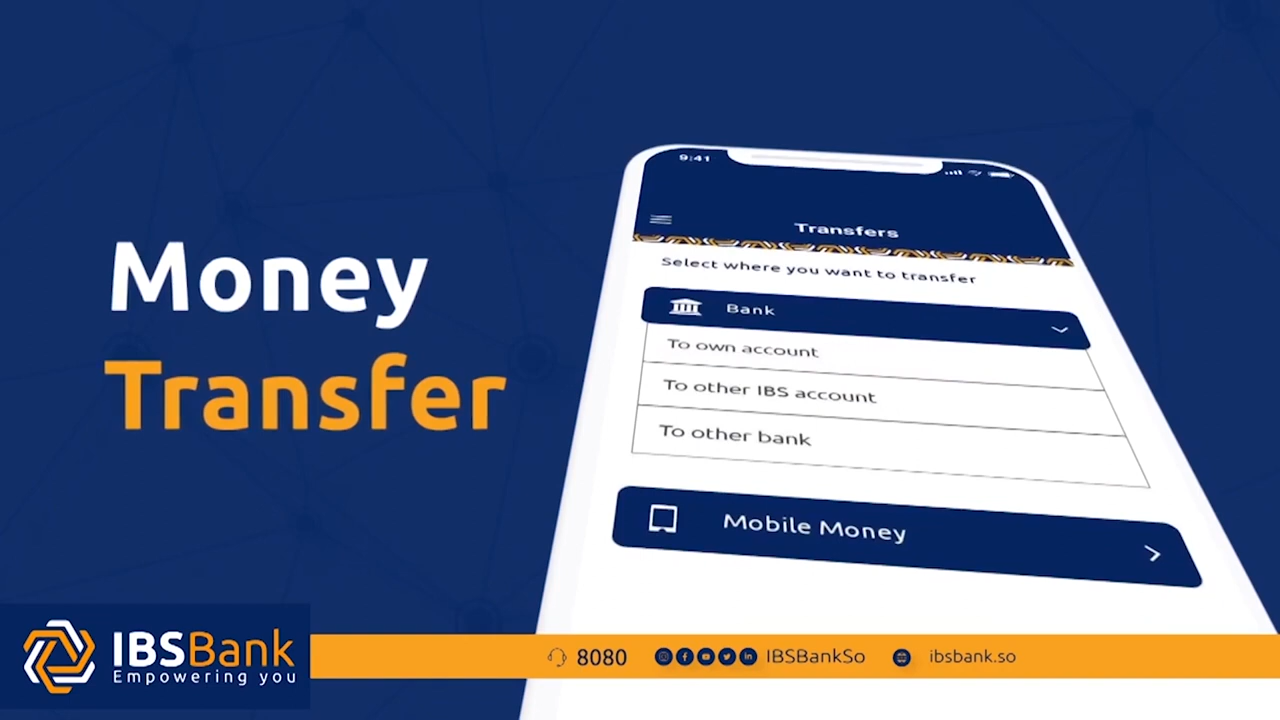 Money
Transfer
9:41
Transfers
Select where you want to transfer
Bank
To own account
To other IBS account
To other bank
Mobile Money
IBSBank
Empowering you
8080
IBSBankSo
ibsbank.so